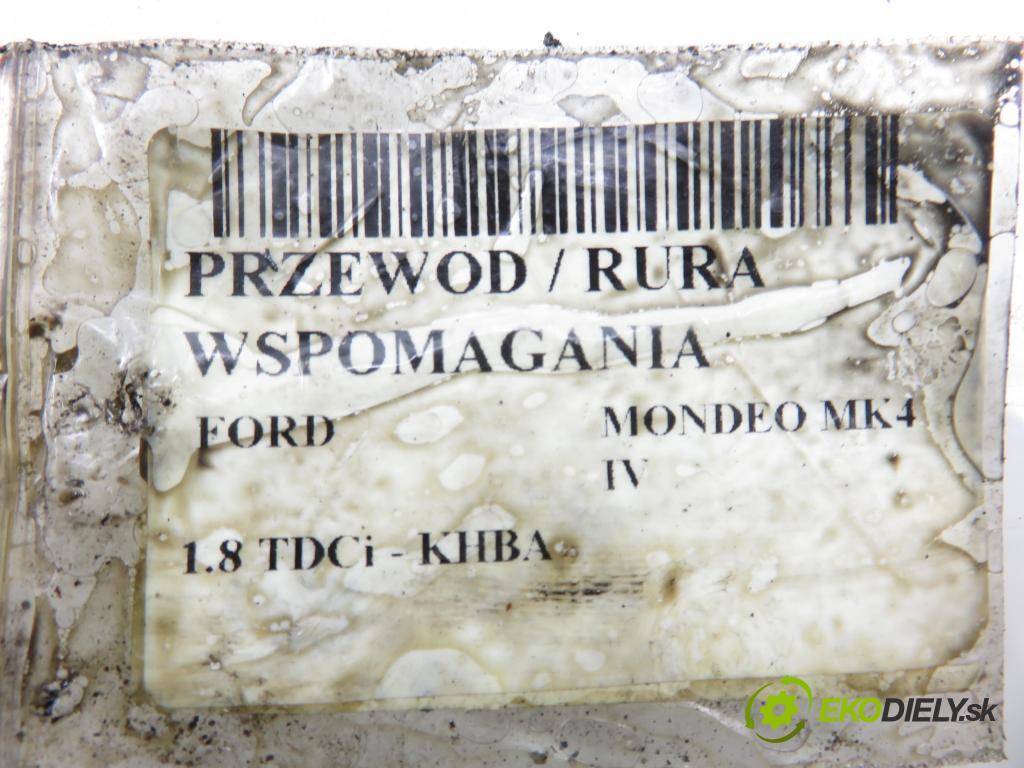 PRZEWOD / RURA
WSPOMAGANIA
FORD MONDEO MK4
IV
1.8 TDCi - KHBA
EKODIELY.sk